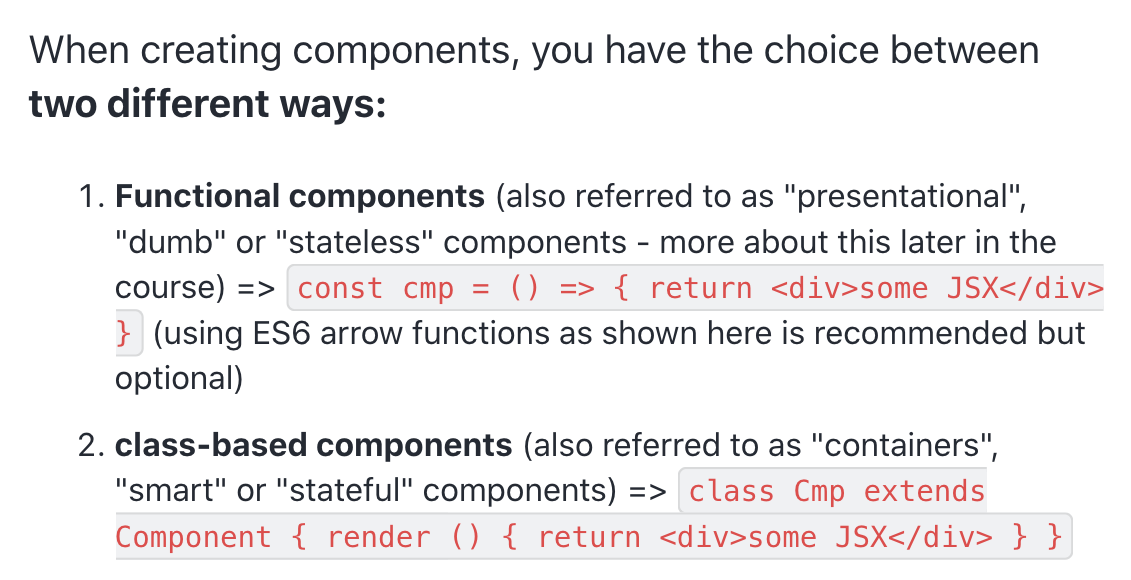 When creating components, you have the choice between
two different ways:
1. Functional components (also referred to as "presentational",
"dumb" or "stateless" components - more about this later in the
course) => const cmp = () => { return <div>some JSX</div>
} (using ES6 arrow functions as shown here is recommended but
optional)
2. class-based components (also referred to as "containers",
"smart" or "stateful" components) => class Cmp extends
Component { render () { return <div>some JSX</div> } }